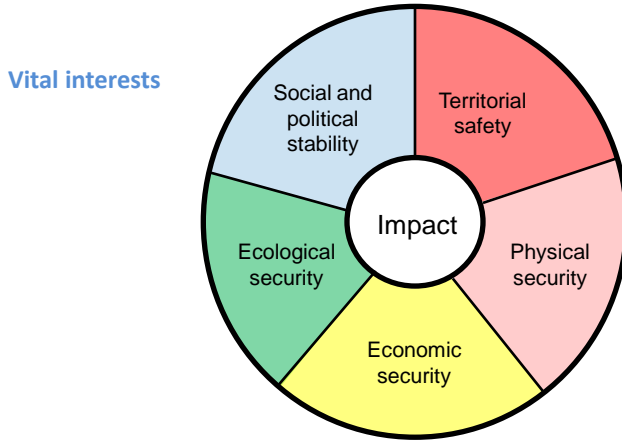 Vital interests
Social and
political
stability
Territorial
safety
Impact
Ecological
security
Physical
security
Economic
security